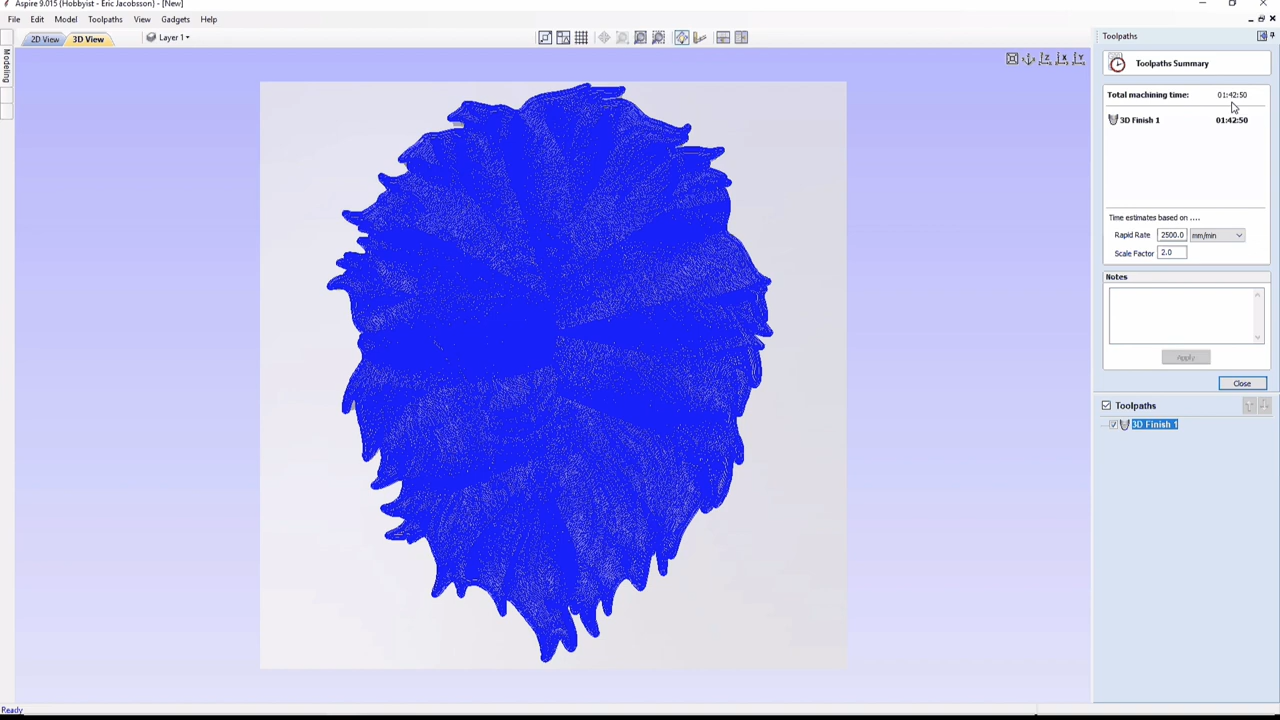 Aspire 9.015 (Hobbyist - Eric Jacobsson) - [New]
File Edit Model Toolpaths View Gadgets Help
2D View 3D View Layer 1
Modeling
Toolpaths
Toolpaths Summary
Total machining time: 01:42:50
3D Finish 1 01:42:50
Time estimates based on ....
Rapid Rate 2500.0 mm/min
Scale Factor 2.0
Notes
Apply
Close
Toolpaths
3D Finish 1
Ready